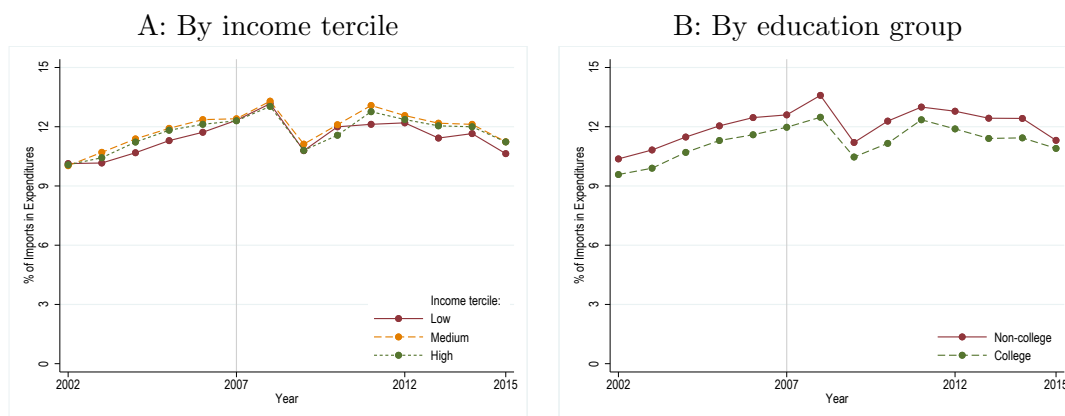 A: By income tercile
% of Imports in Expenditures
15
12
9
6
3
0
Income tercile:
Low
Medium
High
2002
2007
2012
2015
Year
B: By education group
% of Imports in Expenditures
15
12
9
6
3
0
Non-college
College
2002
2007
2012
2015
Year